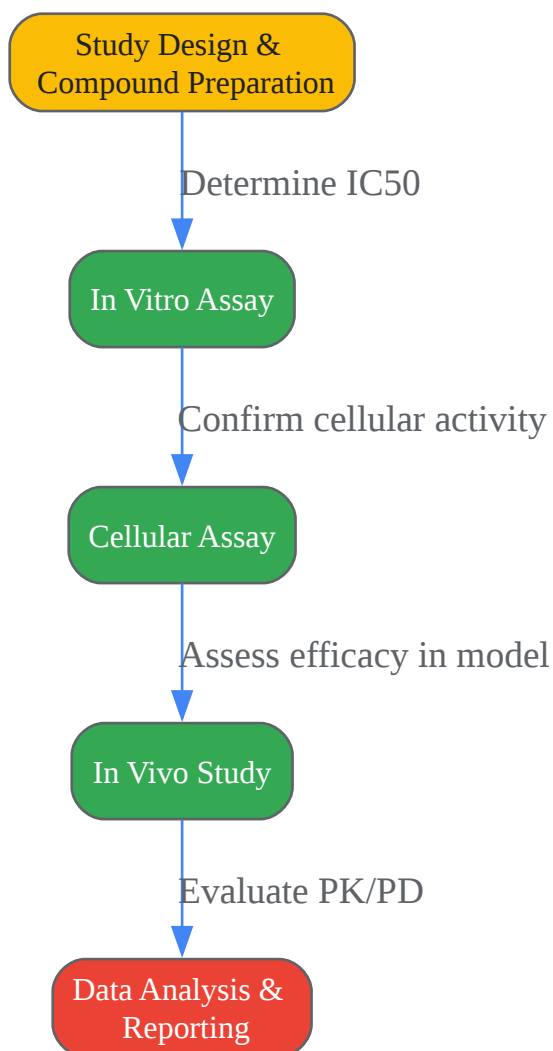 Study Design &
Compound Preparation
Determine IC50
In Vitro Assay
Confirm cellular activity
Cellular Assay
Assess efficacy in model
In Vivo Study
Evaluate PK/PD
Data Analysis &
Reporting